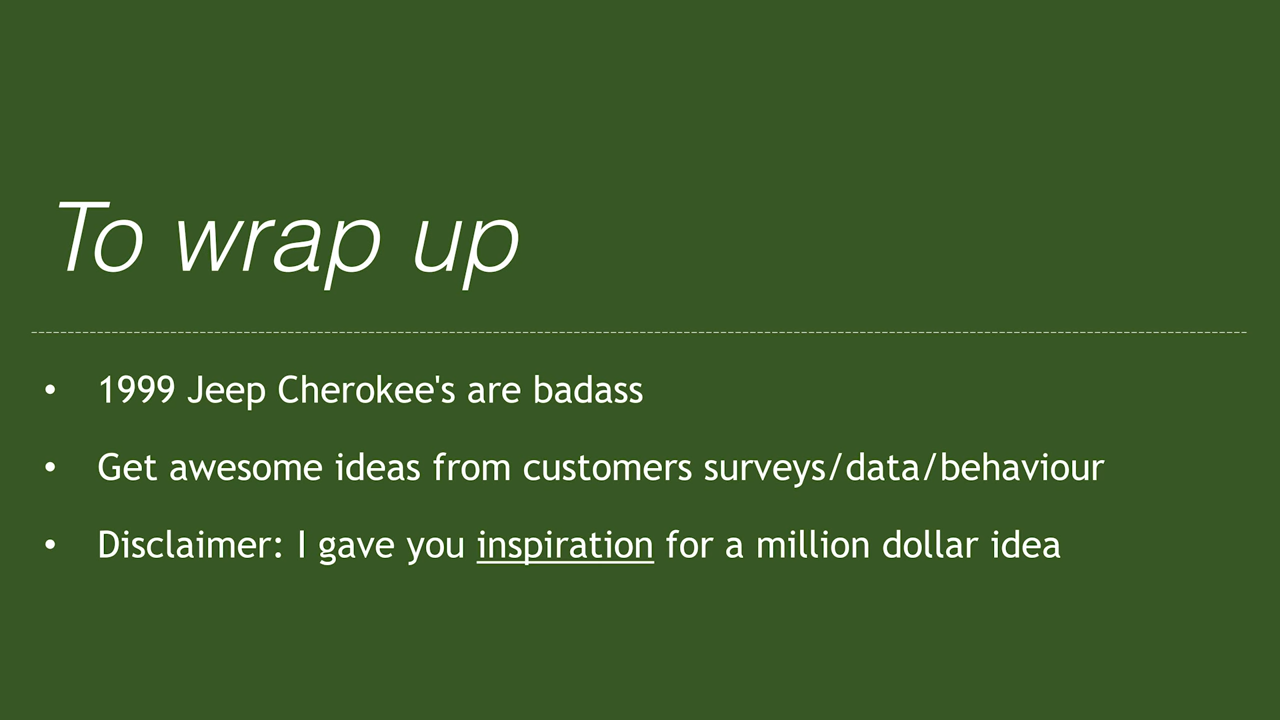 To wrap up
• 1999 Jeep Cherokee's are badass
• Get awesome ideas from customers surveys/data/behaviour
• Disclaimer: I gave you inspiration for a million dollar idea